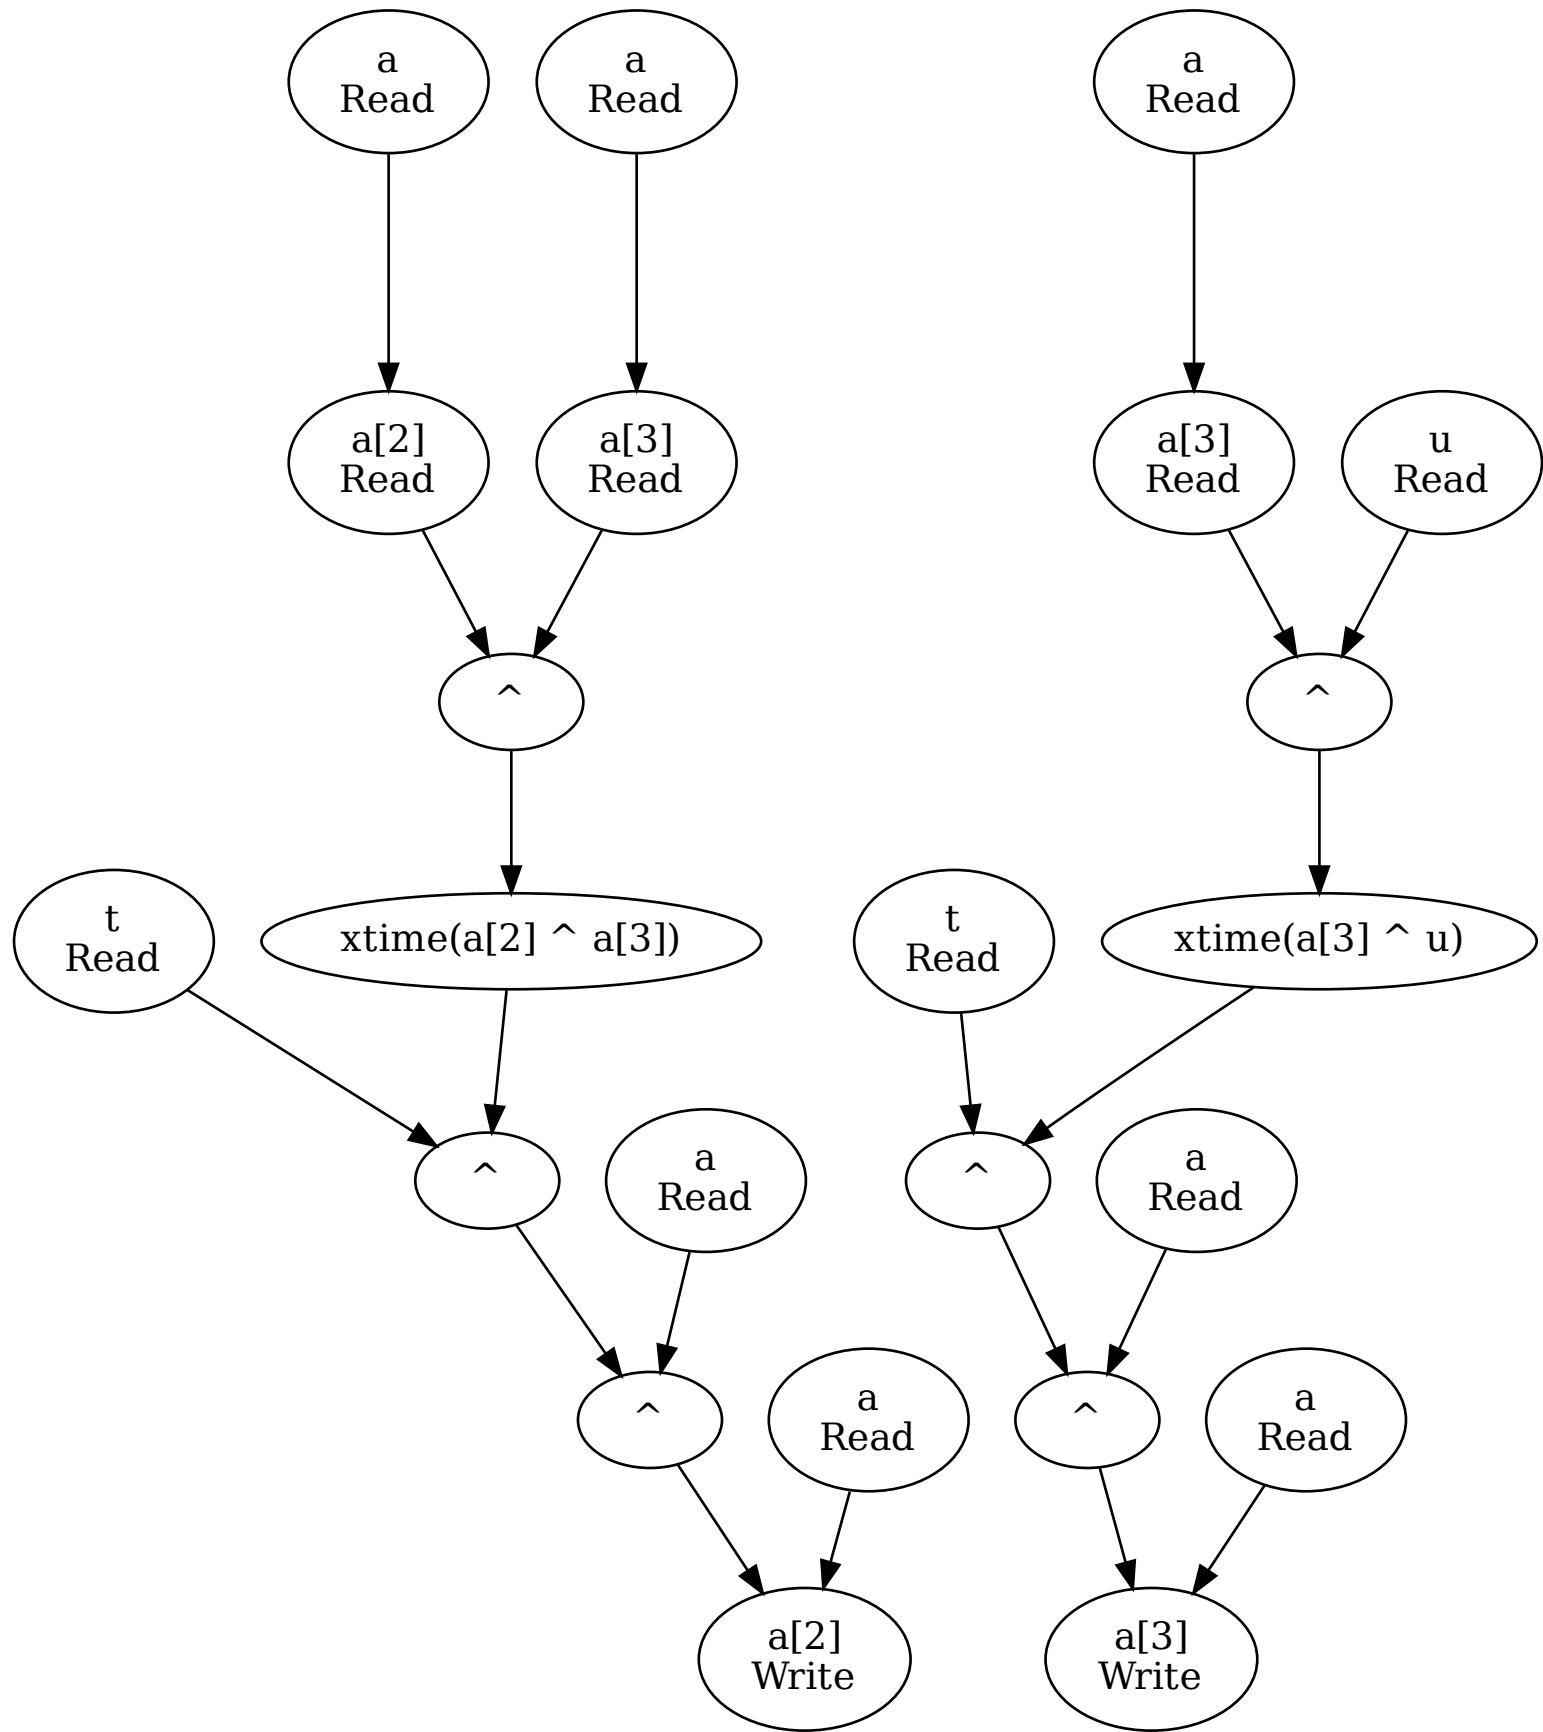 a
Read
a
Read
a
Read
a[2]
Read
a[3]
Read
a[3]
Read
u
Read
^
^
t
Read
xtime(a[2] ^ a[3])
t
Read
xtime(a[3] ^ u)
^
a
Read
^
a
Read
^
a
Read
^
a
Read
a[2]
Write
a[3]
Write